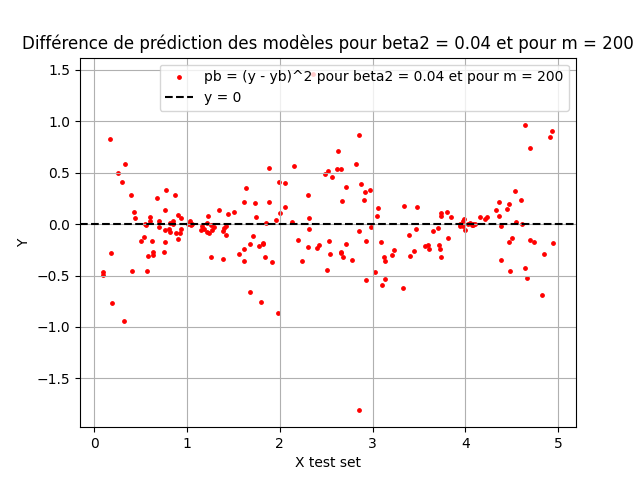 Différence de prédiction des modèles pour beta2 = 0.04 et pour m = 200
pb = (y - yb)^2 pour beta2 = 0.04 et pour m = 200
y = 0
1.5
1.0
0.5
0.0
−0.5
−1.0
−1.5
Y
0 1 2 3 4 5
X test set